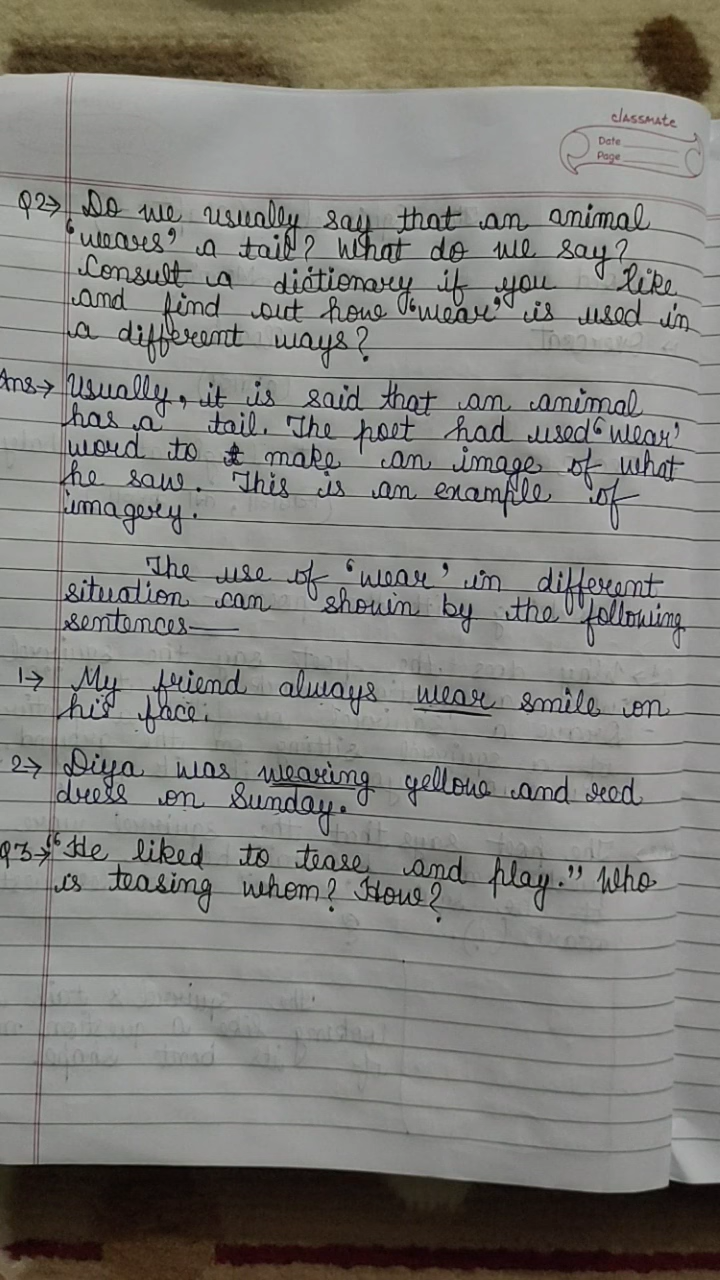 classmate
Date
Page
Q2→ Do we usually say that an animal
'wears' a tail? What do we say?
Consult a dictionary if you like
and find out how 'wear' is used in
a different ways?
Ans→ Usually, it is said that an animal
has a tail. The poet had used 'wear'
word to make an image of what
he saw. This is an example of
imagery.
The use of 'wear' in different
situation can showin by the following
sentences—
1→ My friend always wear smile on
his face.
2→ Diya was wearing yellow and red
dress on Sunday.
Q3→ "He liked to tease and play." Who
is teasing whom? How?